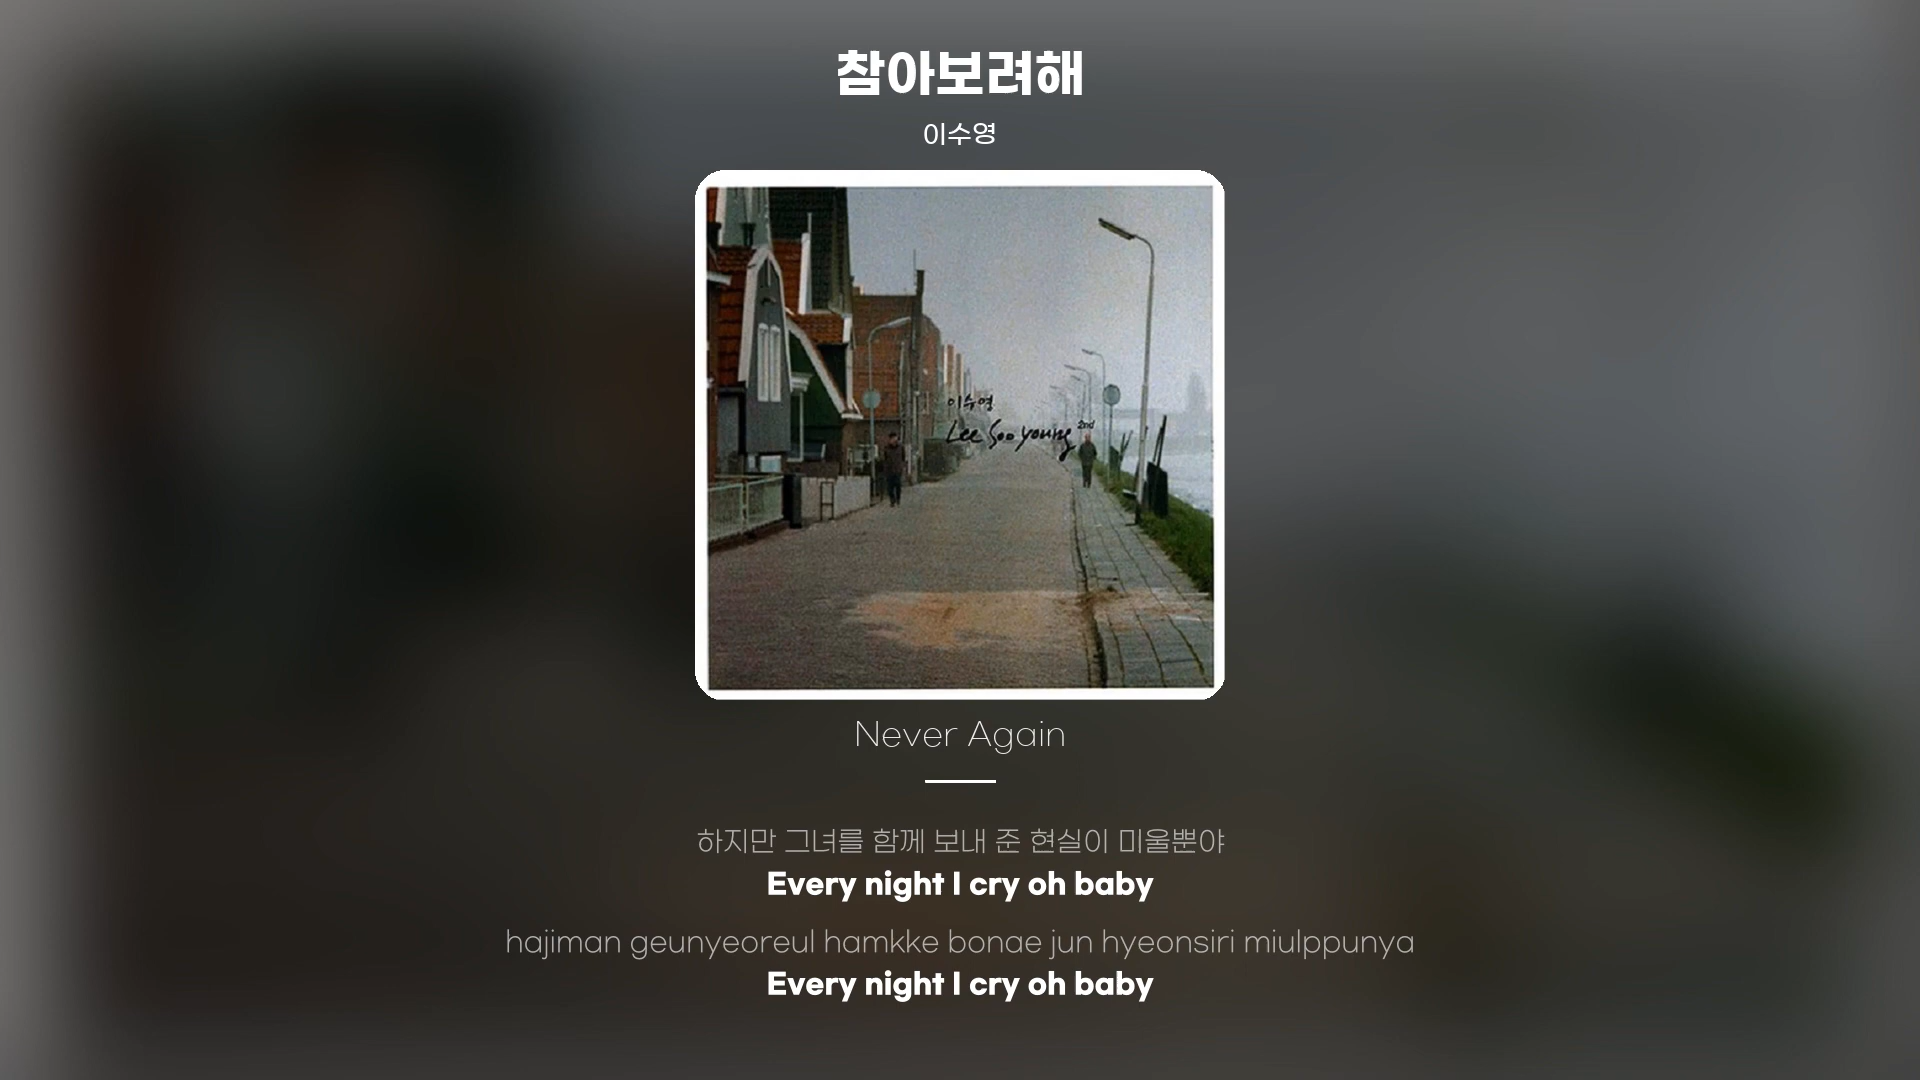 참아보려해
이수영
이수영
Lee Soo young 2nd
Never Again
하지만 그녀를 함께 보내 준 현실이 미울뿐야
Every night I cry oh baby
hajiman geunyeoreul hamkke bonae jun hyeonsiri miulppunya
Every night I cry oh baby